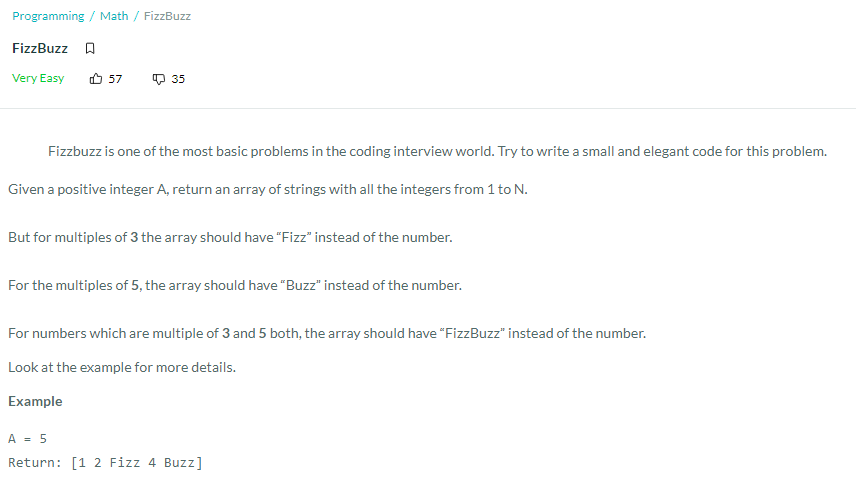 Programming / Math / FizzBuzz
FizzBuzz
Very Easy 57 35
Fizzbuzz is one of the most basic problems in the coding interview world. Try to write a small and elegant code for this problem.
Given a positive integer A, return an array of strings with all the integers from 1 to N.
But for multiples of 3 the array should have “Fizz” instead of the number.
For the multiples of 5, the array should have “Buzz” instead of the number.
For numbers which are multiple of 3 and 5 both, the array should have “FizzBuzz” instead of the number.
Look at the example for more details.
Example
A = 5
Return: [1 2 Fizz 4 Buzz]